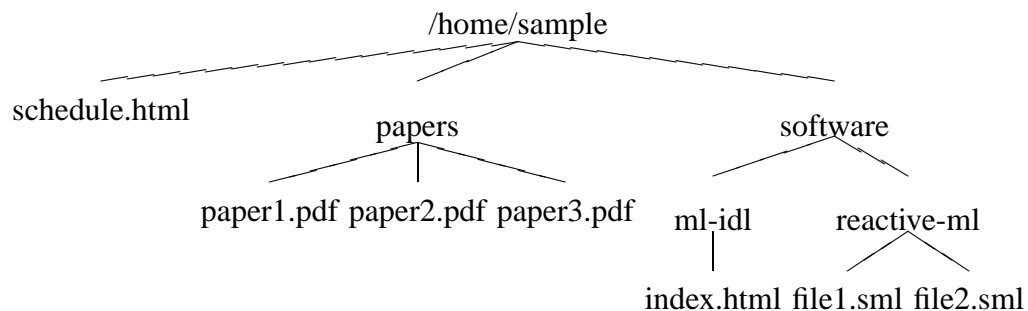 /home/sample
schedule.html
papers software
paper1.pdf paper2.pdf paper3.pdf ml-idl reactive-ml
index.html file1.sml file2.sml